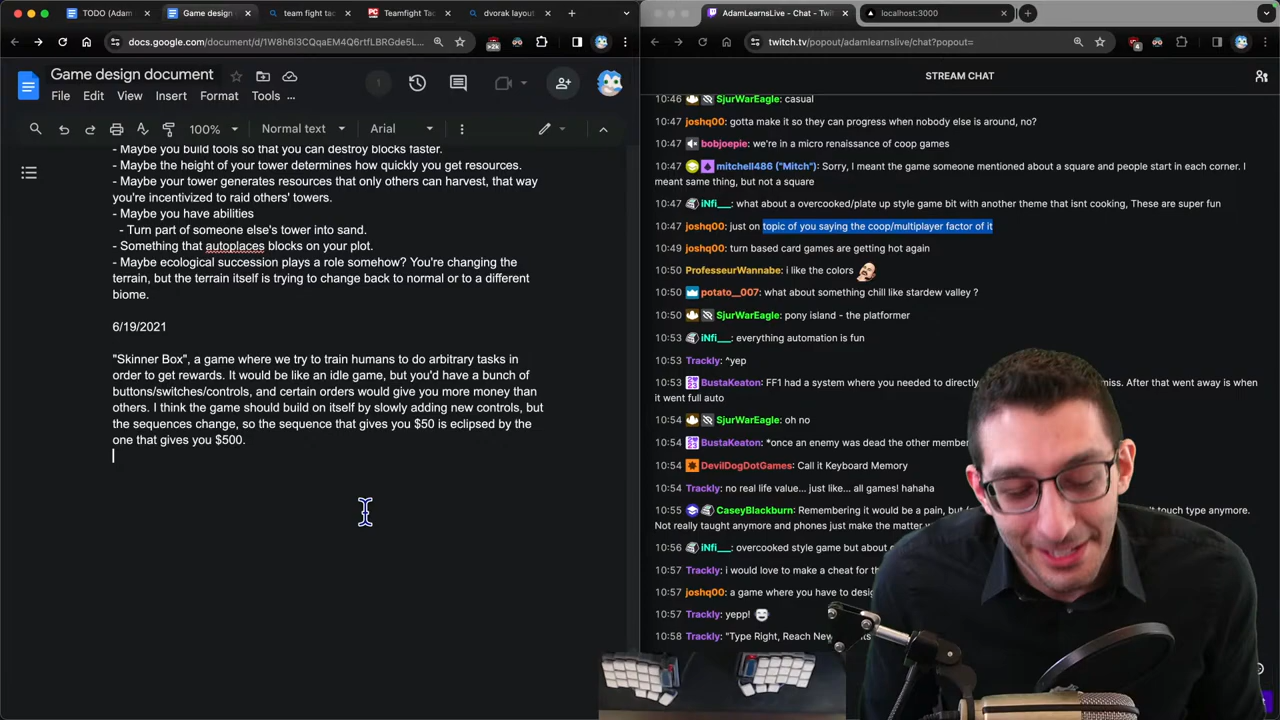 TODO (Adam
Game design
team fight tac
Teamfight Tac
dvorak layout
docs.google.com/document/d/1W8h6I3CQqaEM4Q6rtfLBRGde5L...
>2k
Game design document
File Edit View Insert Format Tools ...
1
100% Normal text Arial
- Maybe you build tools so that you can destroy blocks faster.
- Maybe the height of your tower determines how quickly you get resources.
- Maybe your tower generates resources that only others can harvest, that way
you're incentivized to raid others' towers.
- Maybe you have abilities
- Turn part of someone else's tower into sand.
- Something that autoplaces blocks on your plot.
- Maybe ecological succession plays a role somehow? You're changing the
terrain, but the terrain itself is trying to change back to normal or to a different
biome.
6/19/2021
"Skinner Box", a game where we try to train humans to do arbitrary tasks in
order to get rewards. It would be like an idle game, but you'd have a bunch of
buttons/switches/controls, and certain orders would give you more money than
others. I think the game should build on itself by slowly adding new controls, but
the sequences change, so the sequence that gives you $50 is eclipsed by the
one that gives you $500.
AdamLearnsLive - Chat - Twit
localhost:3000
twitch.tv/popout/adamlearnslive/chat?popout=
4
STREAM CHAT
10:46 SjurWarEagle: casual
10:47 joshq00: gotta make it so they can progress when nobody else is around, no?
10:47 bobjoepie: we're in a micro renaissance of coop games
10:47 mitchell486 ("Mitch"): Sorry, I meant the game someone mentioned about a square and people start in each corner. I
meant same thing, but not a square
10:47 iNfi___: what about a overcooked/plate up style game bit with another theme that isnt cooking, These are super fun
10:47 joshq00: just on topic of you saying the coop/multiplayer factor of it
10:49 joshq00: turn based card games are getting hot again
10:50 ProfesseurWannabe: i like the colors
10:50 potato__007: what about something chill like stardew valley ?
10:50 SjurWarEagle: pony island - the platformer
10:53 iNfi___: everything automation is fun
10:53 Trackly: ^yep
10:53 BustaKeaton: FF1 had a system where you needed to directly
miss. After that went away is when
it went full auto
10:54 SjurWarEagle: oh no
10:54 BustaKeaton: *once an enemy was dead the other member
10:54 DevilDogDotGames: Call it Keyboard Memory
10:54 Trackly: no real life value... just like... all games! hahaha
10:55 CaseyBlackburn: Remembering it would be a pain, but
touch type anymore.
Not really taught anymore and phones just make the matter
10:56 iNfi___: overcooked style game but about
10:57 Trackly: i would love to make a cheat for th
10:57 joshq00: a game where you have to desig
10:57 Trackly: yepp!
10:58 Trackly: "Type Right, Reach New